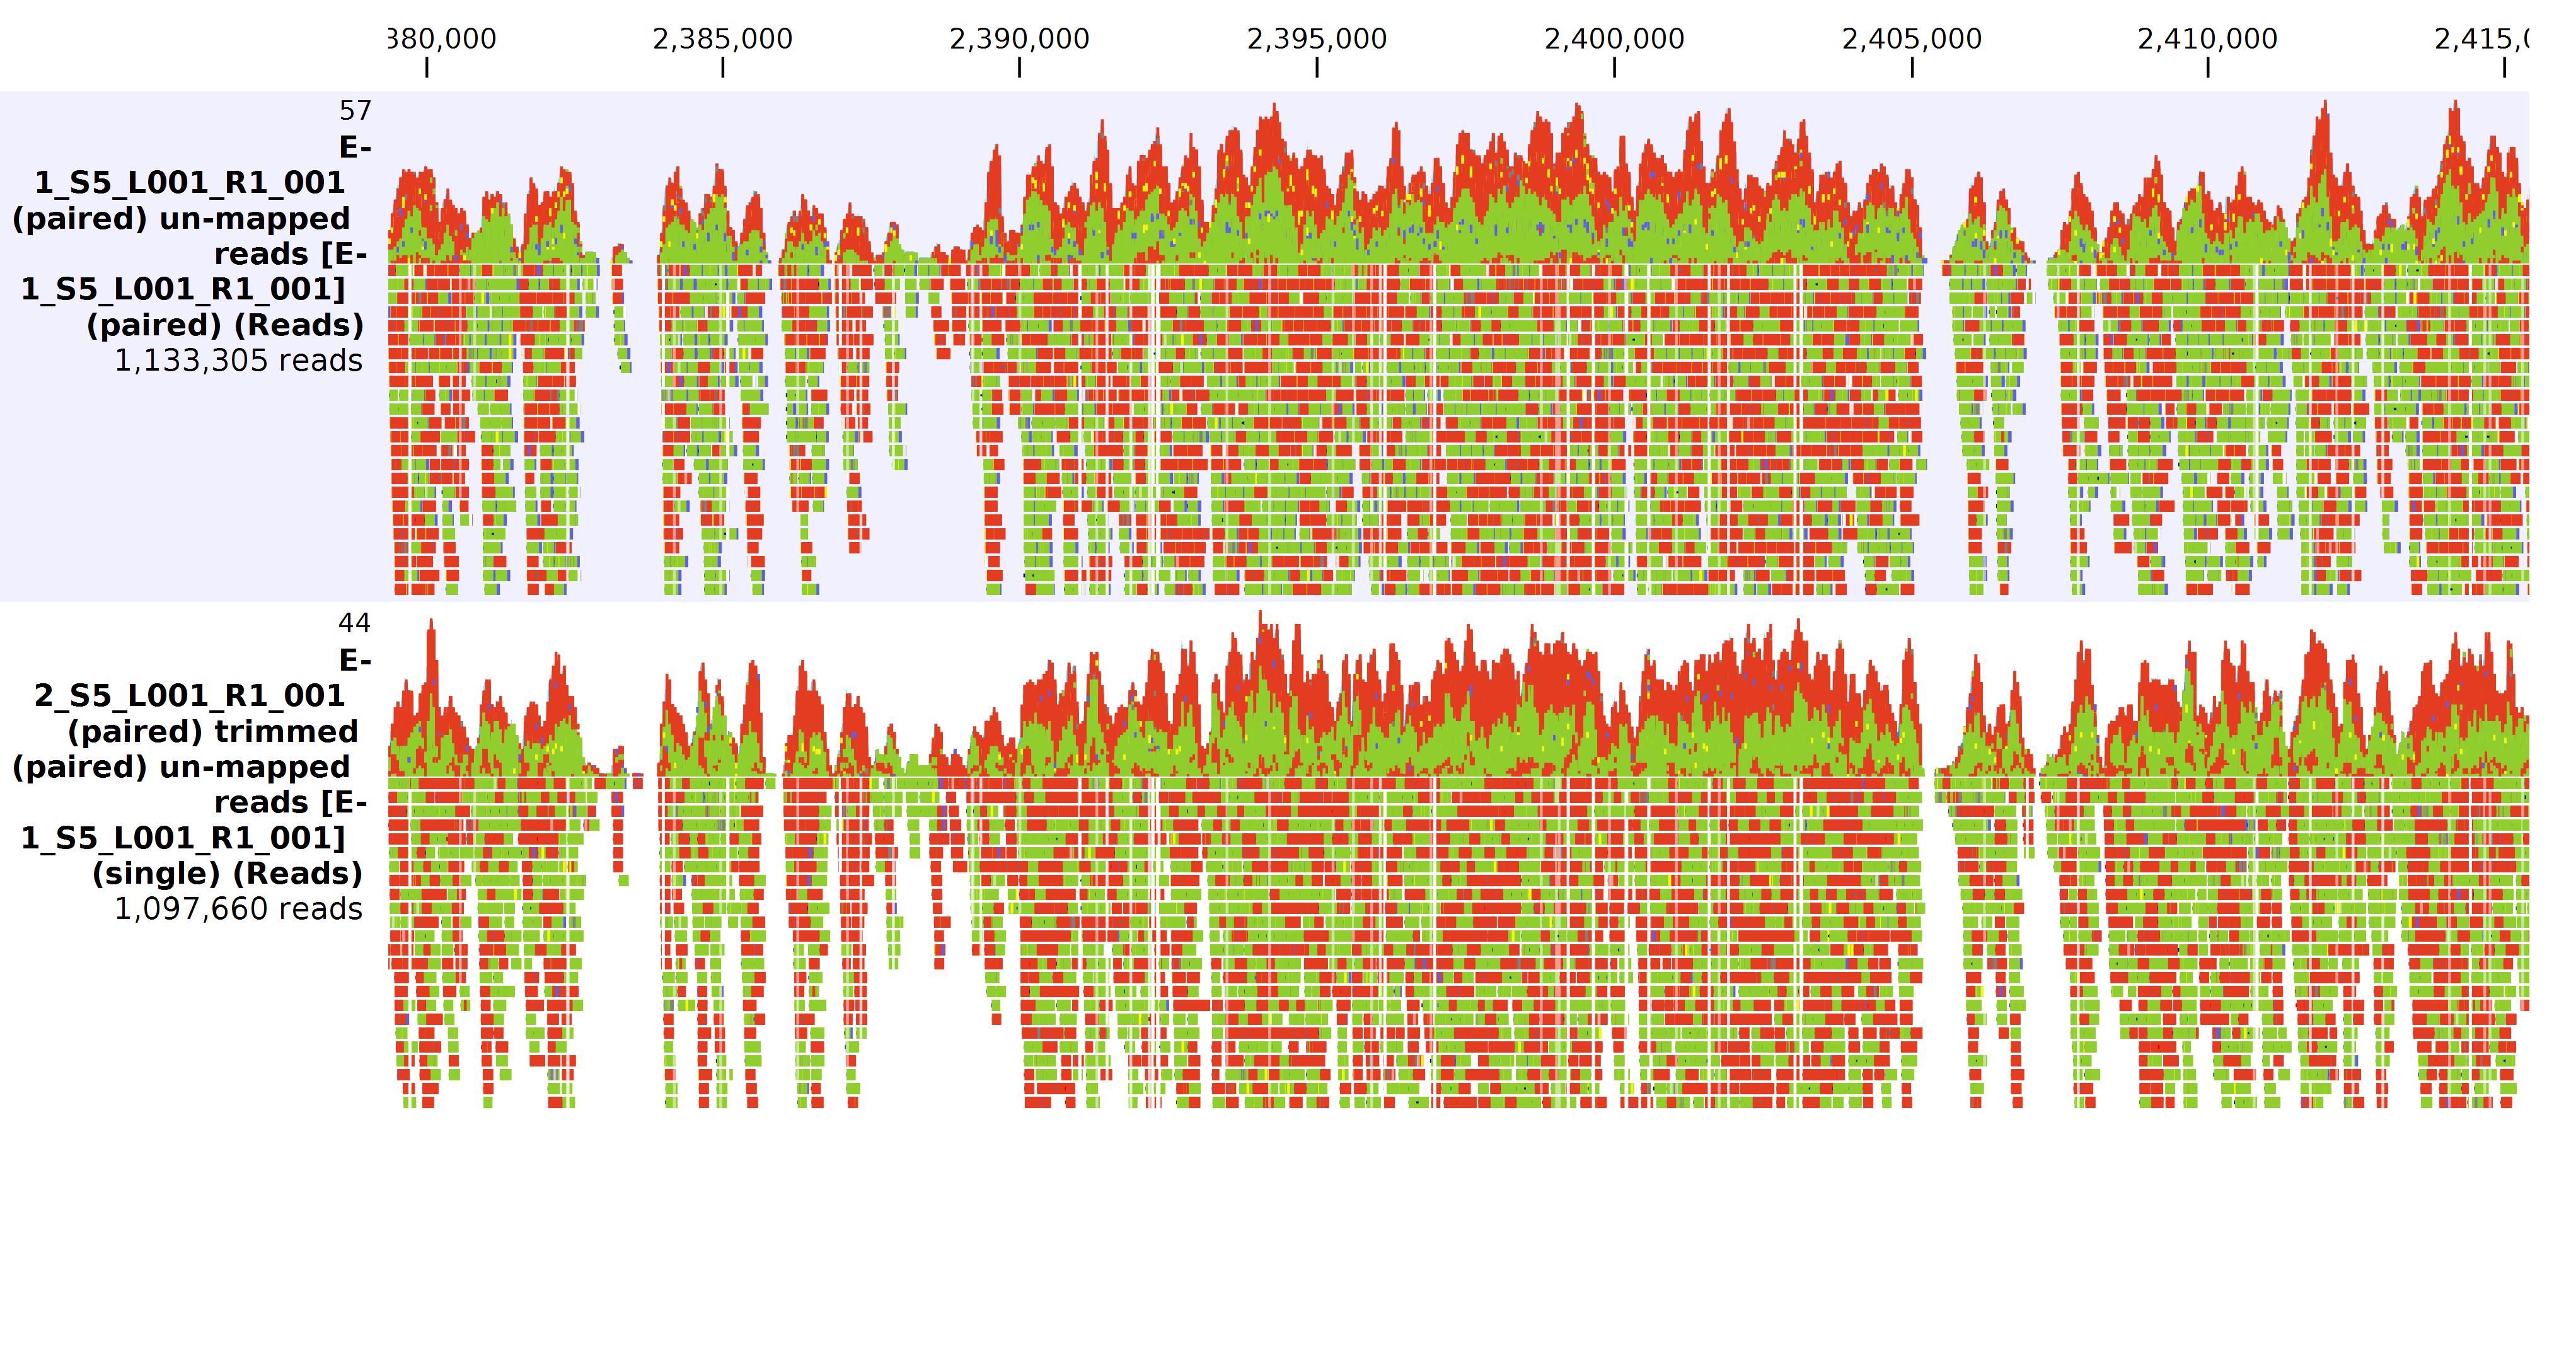 380,000 2,385,000 2,390,000 2,395,000 2,400,000 2,405,000 2,410,000 2,415,0
57
E-
1_S5_L001_R1_001
(paired) un-mapped
reads [E-
1_S5_L001_R1_001]
(paired) (Reads)
1,133,305 reads
44
E-
2_S5_L001_R1_001
(paired) trimmed
(paired) un-mapped
reads [E-
1_S5_L001_R1_001]
(single) (Reads)
1,097,660 reads